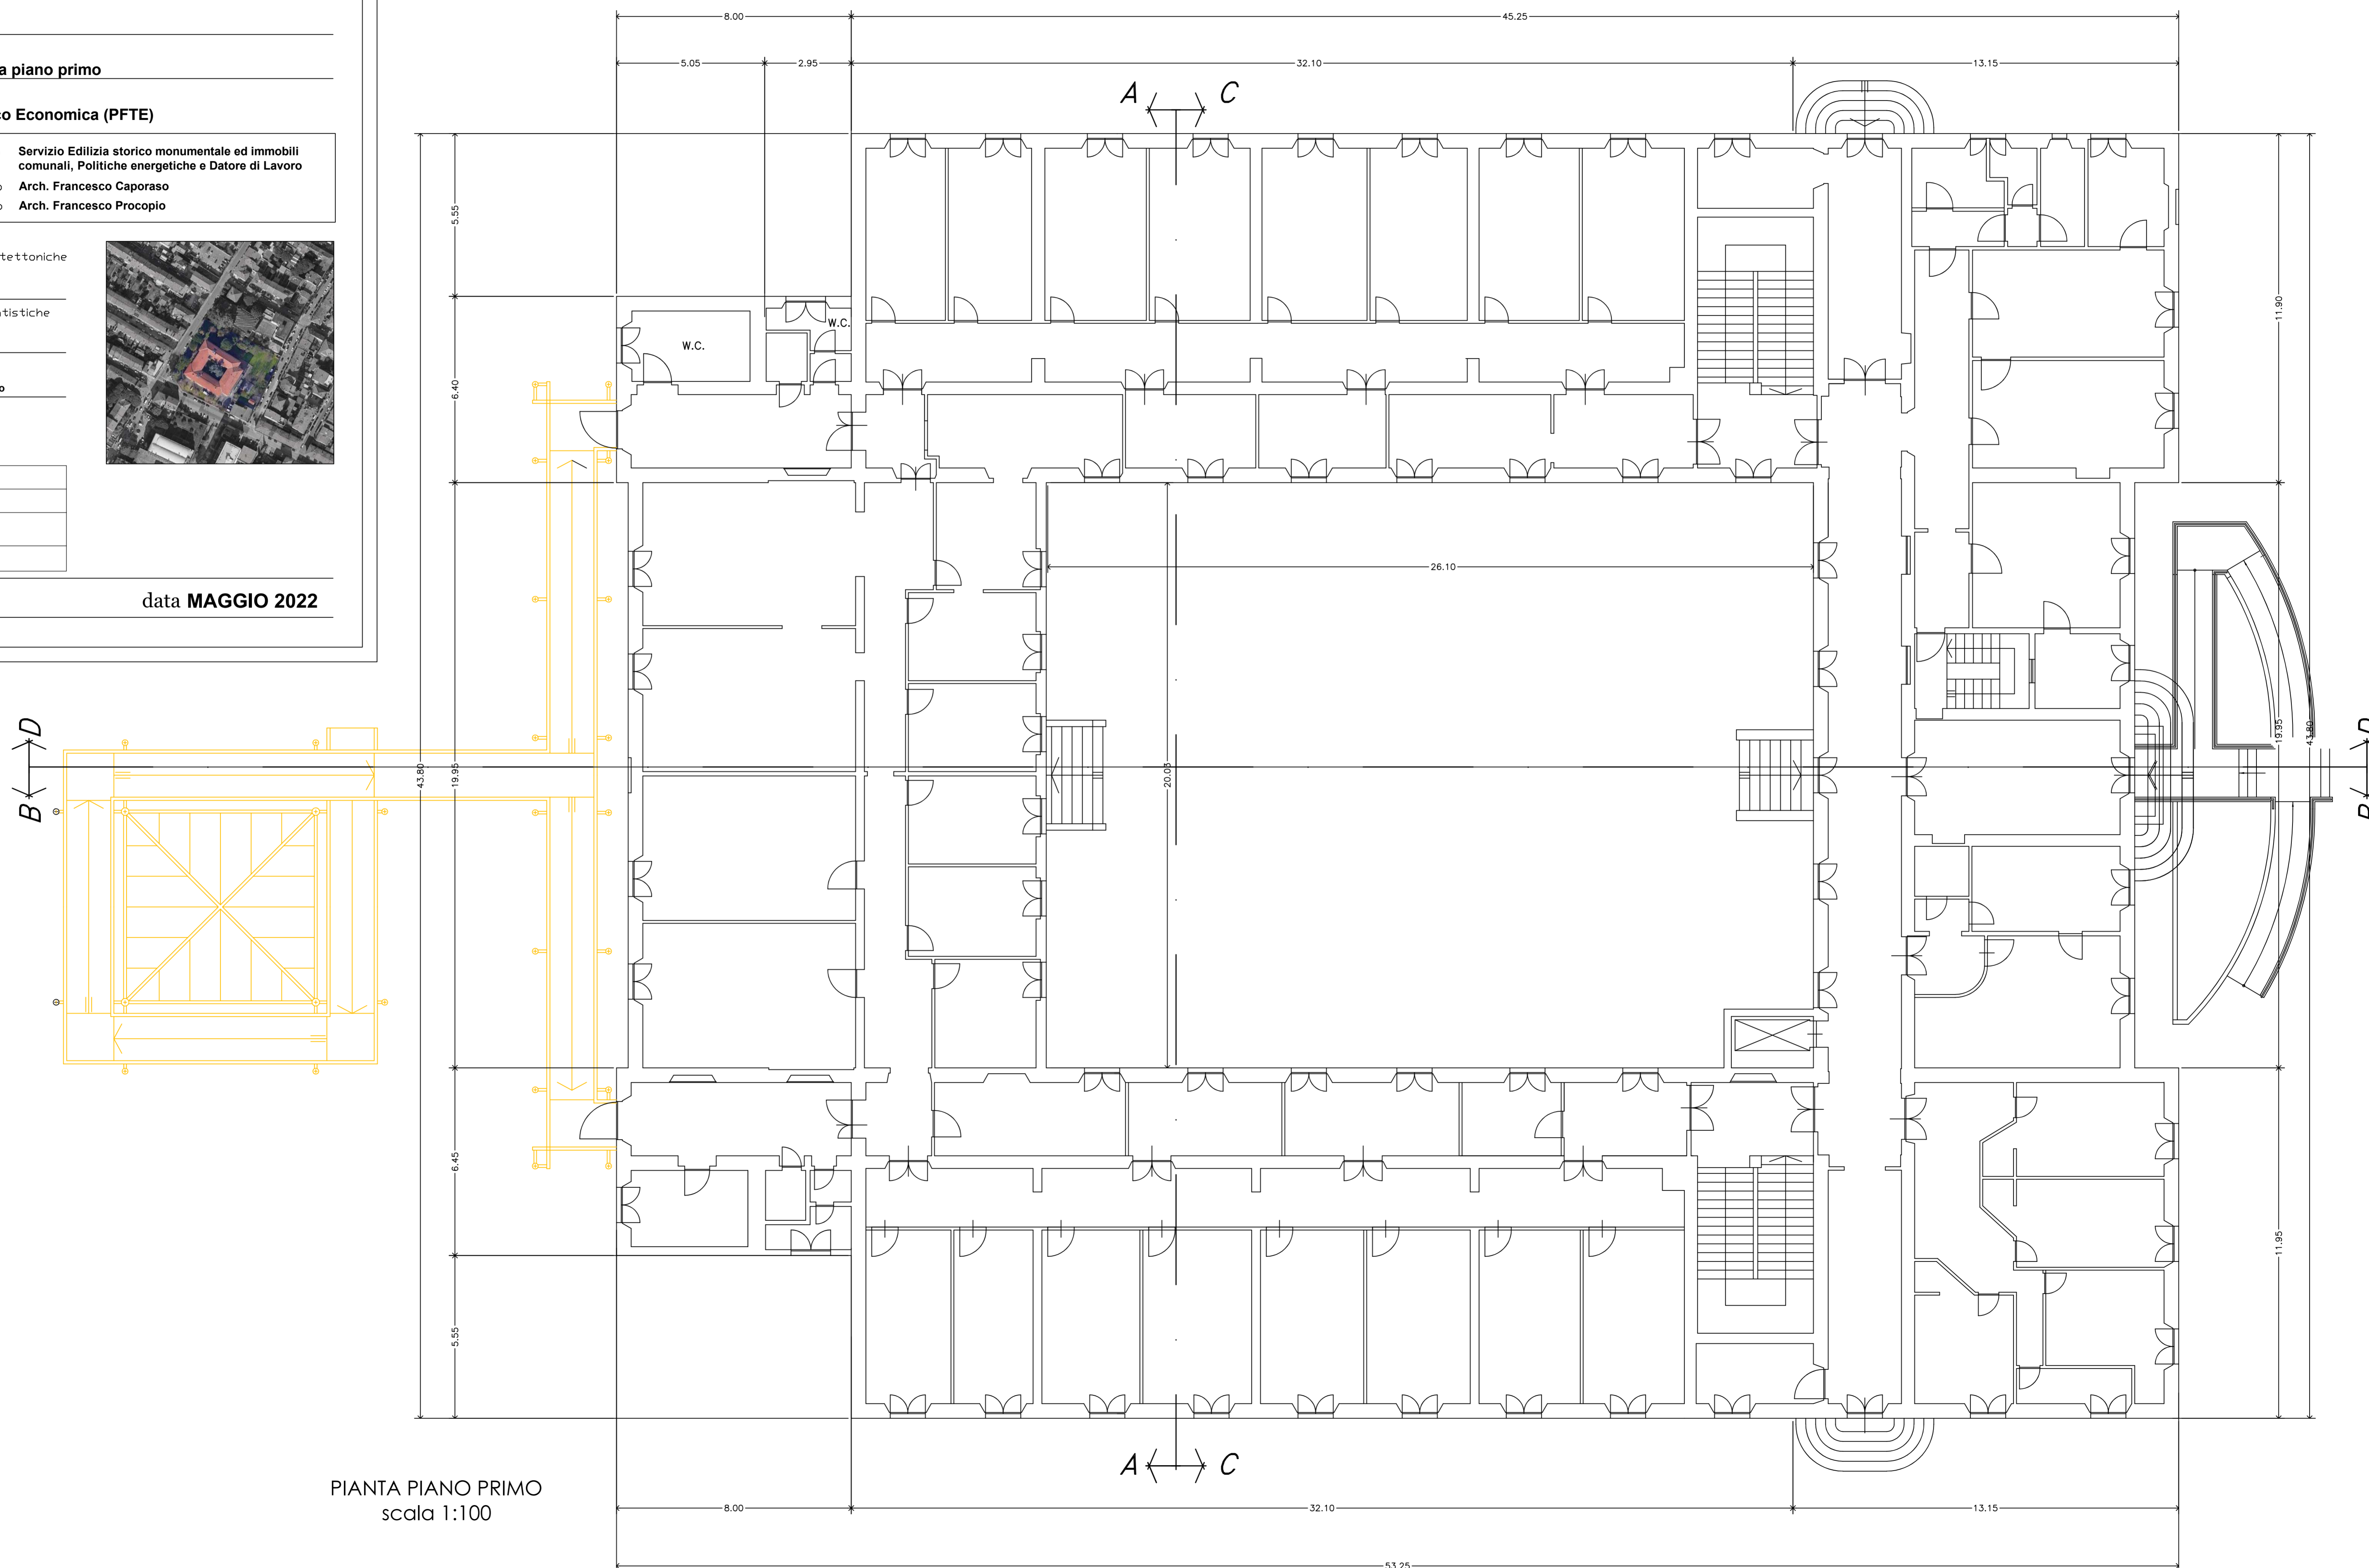 a piano primo
o Economica (PFTE)
Servizio Edilizia storico monumentale ed immobili
comunali, Politiche energetiche e Datore di Lavoro
o Arch. Francesco Caporaso
o Arch. Francesco Procopio
tettoniche
tistiche
o
data MAGGIO 2022
8.00
45.25
5.05
2.95
32.10
13.15
A C
5.55
6.40
19.95
43.80
6.45
5.55
W.C.
W.C.
26.10
20.03
11.90
19.95
43.80
11.95
D
B
D
B
A C
PIANTA PIANO PRIMO
scala 1:100
8.00
32.10
13.15
53.25